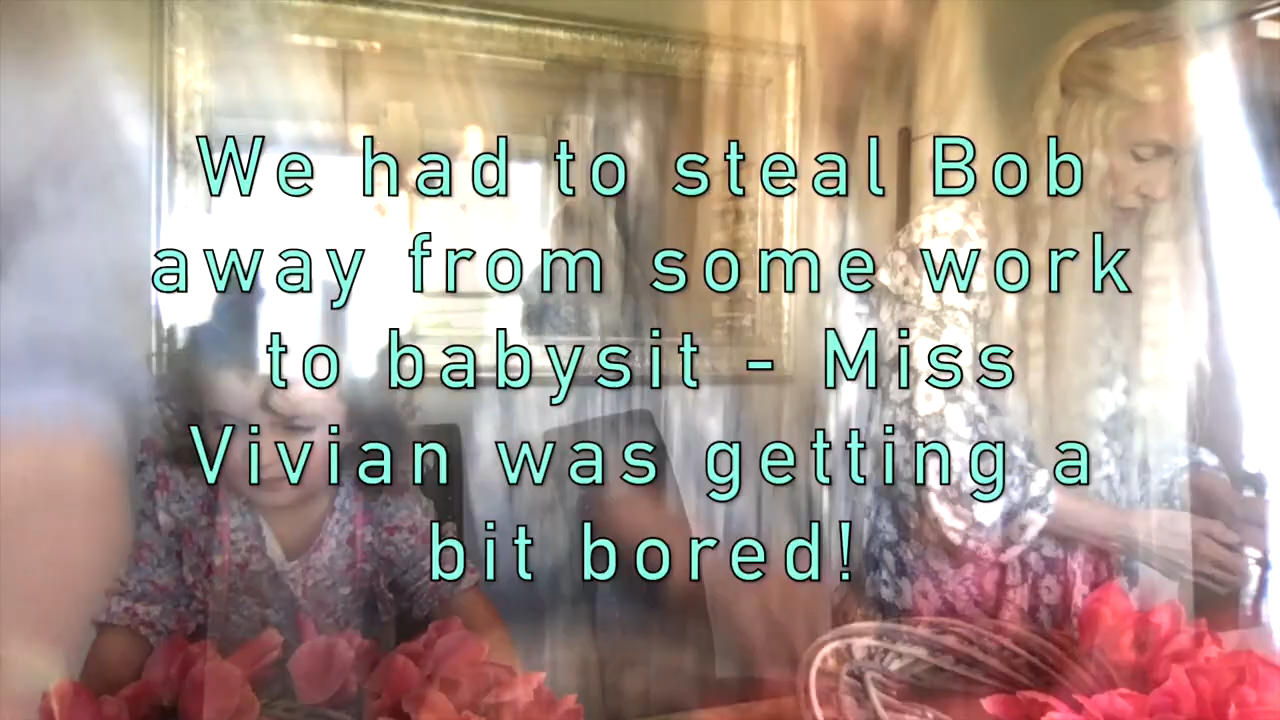 We had to steal Bob
away from some work
to babysit - Miss
Vivian was getting a
bit bored!